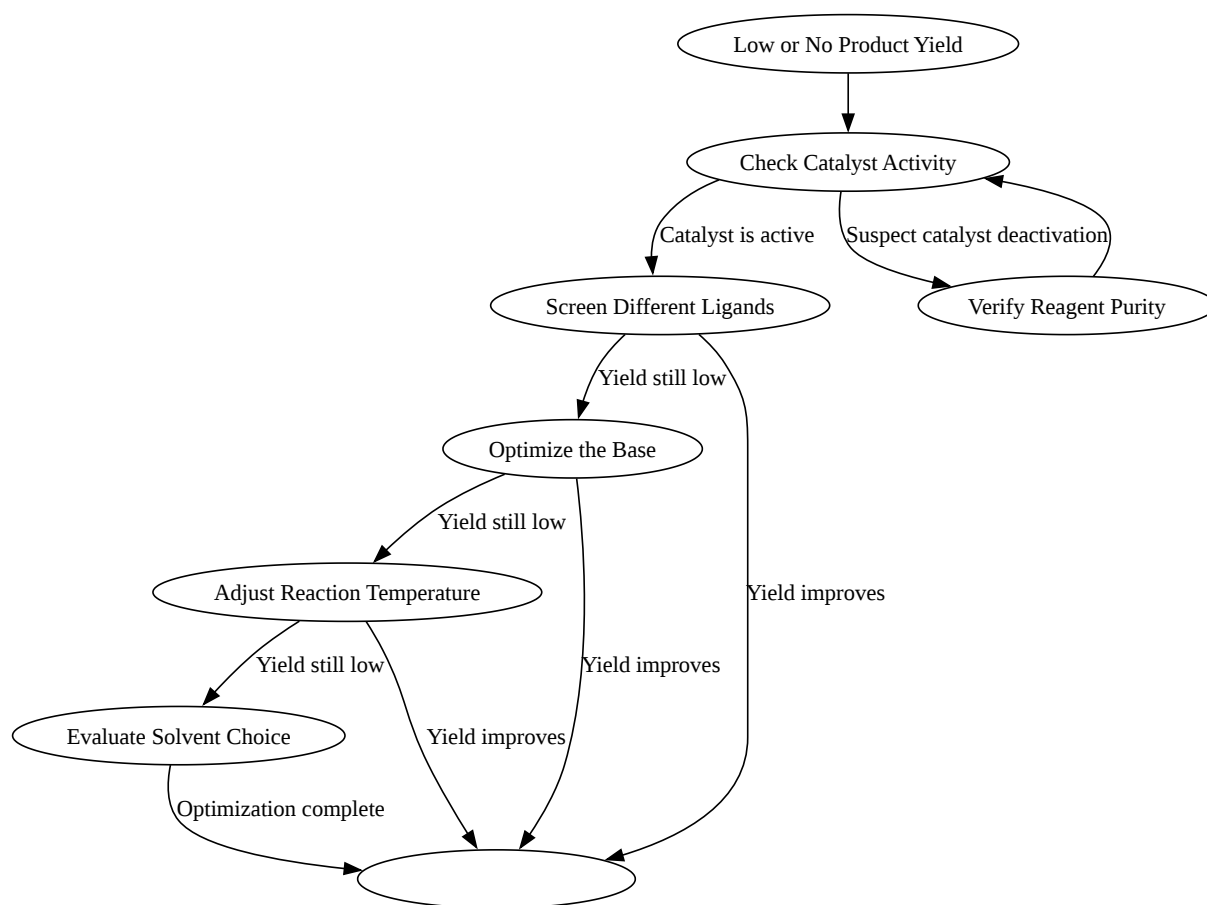 Low or No Product Yield
Check Catalyst Activity
Catalyst is active
Suspect catalyst deactivation
Screen Different Ligands
Verify Reagent Purity
Yield still low
Optimize the Base
Yield still low
Adjust Reaction Temperature
Yield improves
Yield still low
Yield improves
Evaluate Solvent Choice
Yield improves
Optimization complete